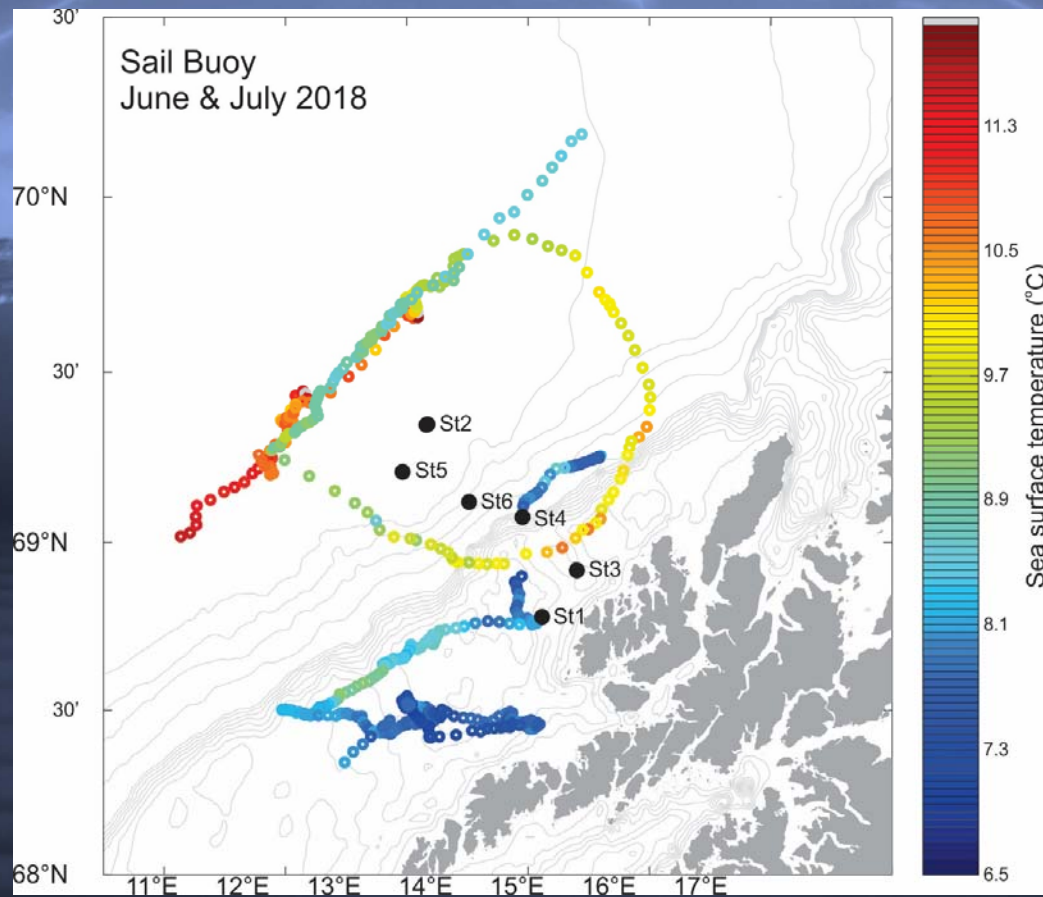 30'
Sail Buoy
June & July 2018
70°N
30'
69°N
30'
68°N
11°E 12°E 13°E 14°E 15°E 16°E 17°E
St2
St5
St6
St4
St3
St1
11.3
10.5
9.7
8.9
8.1
7.3
6.5
Sea surface temperature (°C)